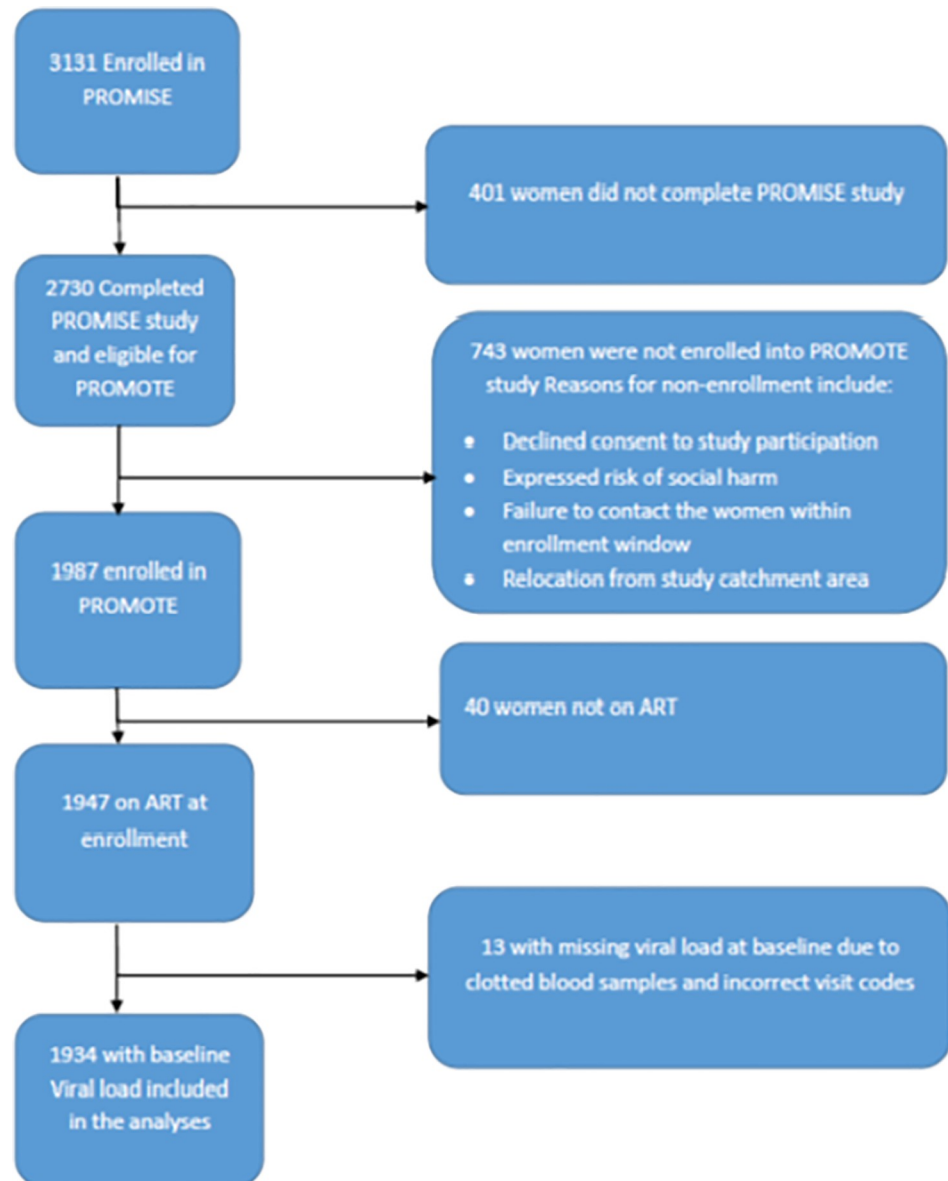 3131 Enrolled in
PROMISE
401 women did not complete PROMISE study
2730 Completed
PROMISE study
and eligible for
PROMOTE
743 women were not enrolled into PROMOTE
study Reasons for non-enrollment include:
• Declined consent to study participation
• Expressed risk of social harm
• Failure to contact the women within
enrollment window
• Relocation from study catchment area
1987 enrolled in
PROMOTE
40 women not on ART
1947 on ART at
enrollment
13 with missing viral load at baseline due to
clotted blood samples and incorrect visit codes
1934 with baseline
Viral load included
in the analyses